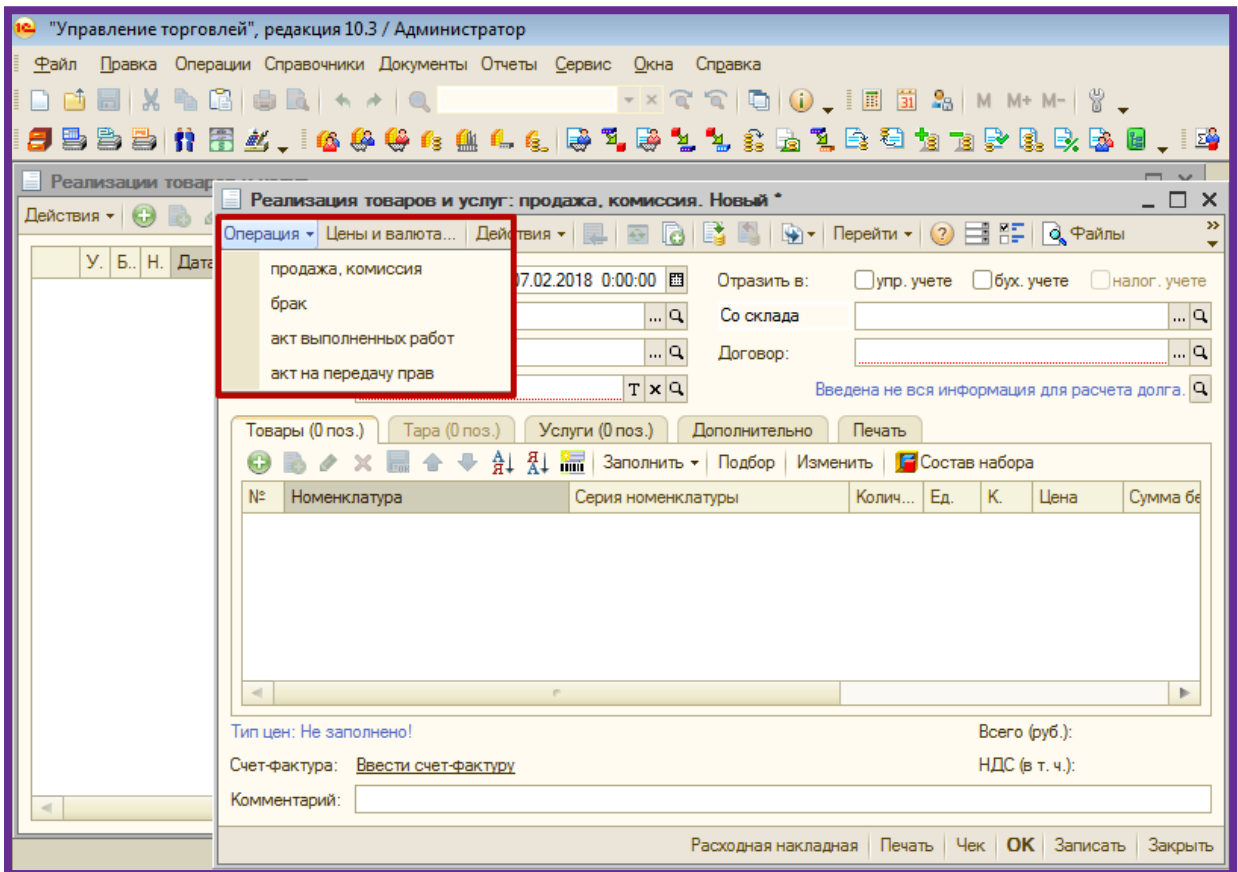 "Управление торговлей", редакция 10.3 / Администратор
Файл Правка Операции Справочники Документы Отчеты Сервис Окна Справка
M M+ M-
Реализации товаров и услуг
Реализация товаров и услуг: продажа, комиссия. Новый *
Действия
Операция Цены и валюта... Действия Перейти Файлы
У. Б.. Н. Дата
продажа, комиссия
7.02.2018 0:00:00 Отразить в: упр. учете бух. учете налог. учете
брак
Со склада
акт выполненных работ
Договор:
акт на передачу прав
Введена не вся информация для расчета долга.
Товары (0 поз.) Тара (0 поз.) Услуги (0 поз.) Дополнительно Печать
Заполнить Подбор Изменить Состав набора
№ Номенклатура Серия номенклатуры Колич... Ед. К. Цена Сумма бе
Тип цен: Не заполнено! Всего (руб.):
Счет-фактура: Ввести счет-фактуру НДС (в т. ч.):
Комментарий:
Расходная накладная Печать Чек ОК Записать Закрыть